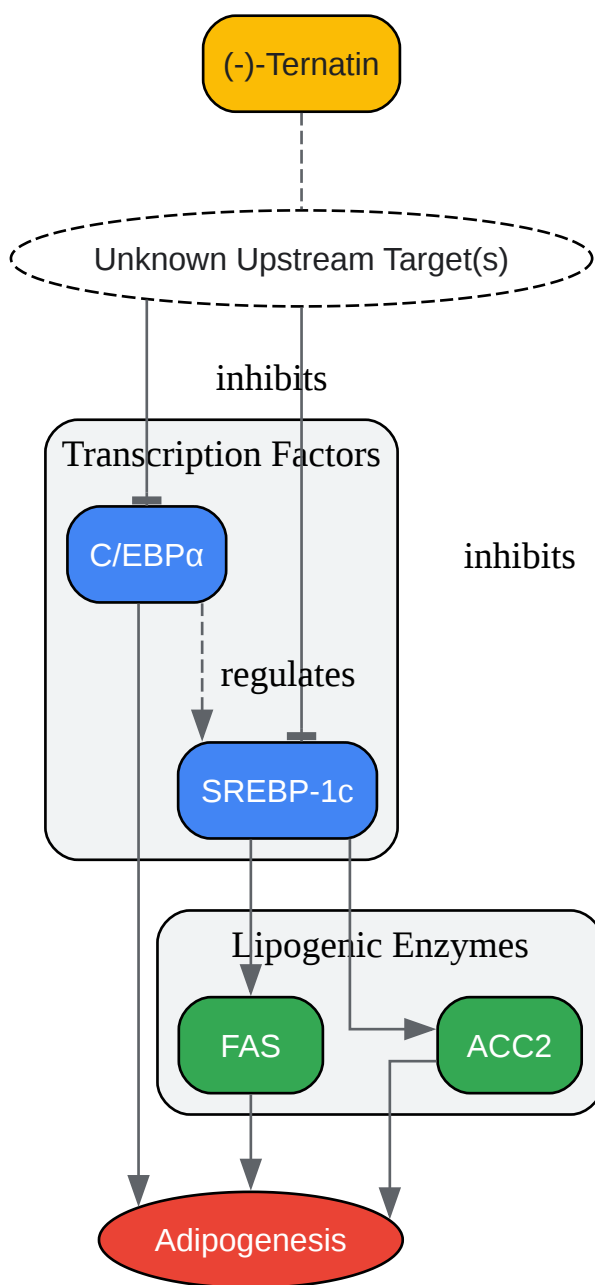 (-)-Ternatin
Unknown Upstream Target(s)
inhibits
Transcription Factors
C/EBPα
inhibits
regulates
SREBP-1c
Lipogenic Enzymes
FAS
ACC2
Adipogenesis